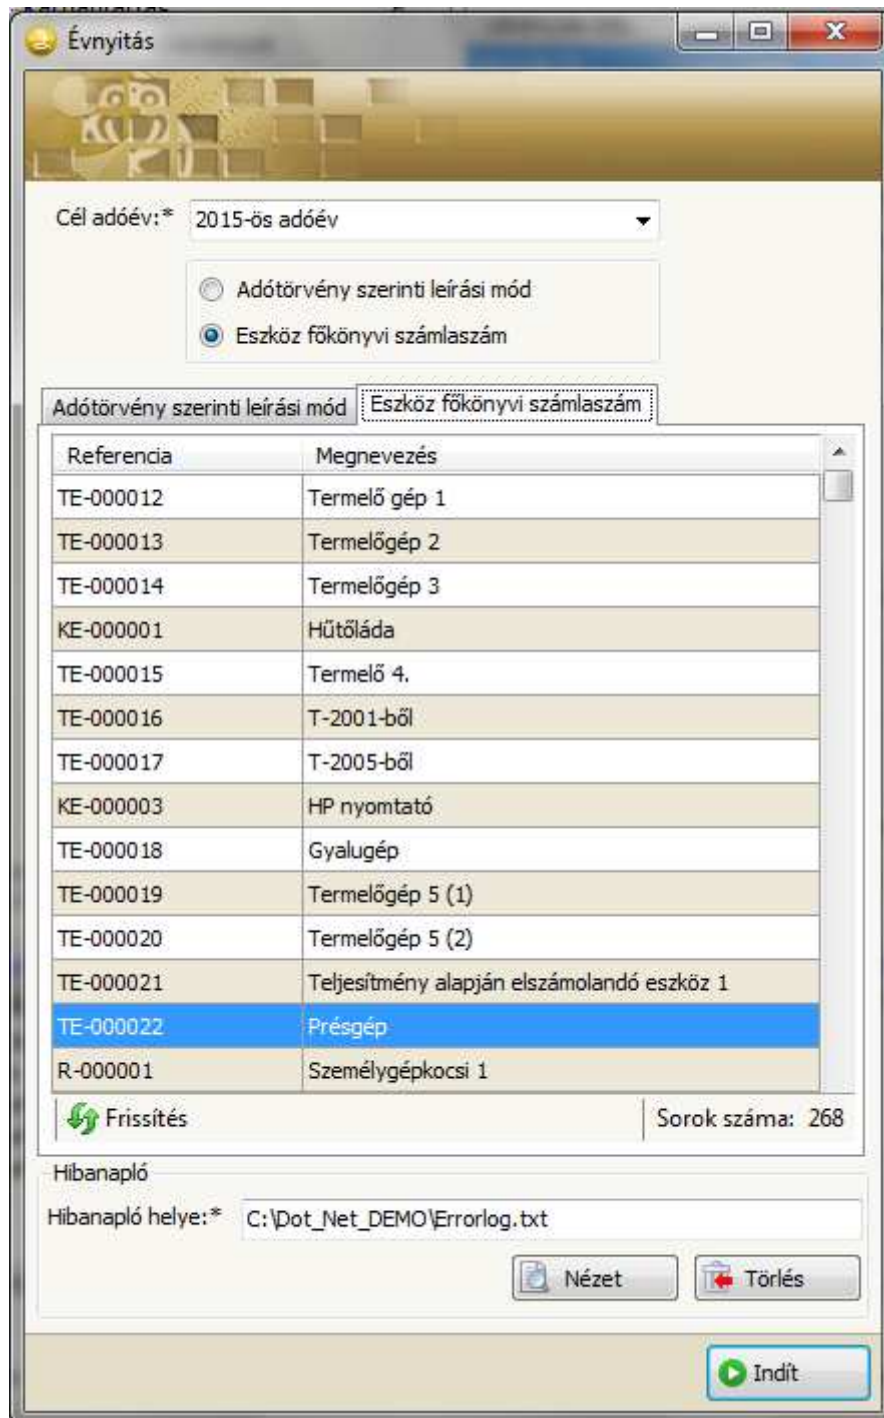 Évnyitás
Cél adóév:* 2015-ös adóév
Adótörvény szerinti leírási mód
Eszköz főkönyvi számlaszám
Adótörvény szerinti leírási mód Eszköz főkönyvi számlaszám
Referencia Megnevezés
TE-000012 Termelő gép 1
TE-000013 Termelőgép 2
TE-000014 Termelőgép 3
KE-000001 Hűtőláda
TE-000015 Termelő 4.
TE-000016 T-2001-ből
TE-000017 T-2005-ből
KE-000003 HP nyomtató
TE-000018 Gyalugép
TE-000019 Termelőgép 5 (1)
TE-000020 Termelőgép 5 (2)
TE-000021 Teljesítmény alapján elszámolandó eszköz 1
TE-000022 Présgép
R-000001 Személygépkocsi 1
Frissítés Sorok száma: 268
Hibanapló
Hibanapló helye:* C:\Dot_Net_DEMO\Errorlog.txt
Nézet Törlés
Indít